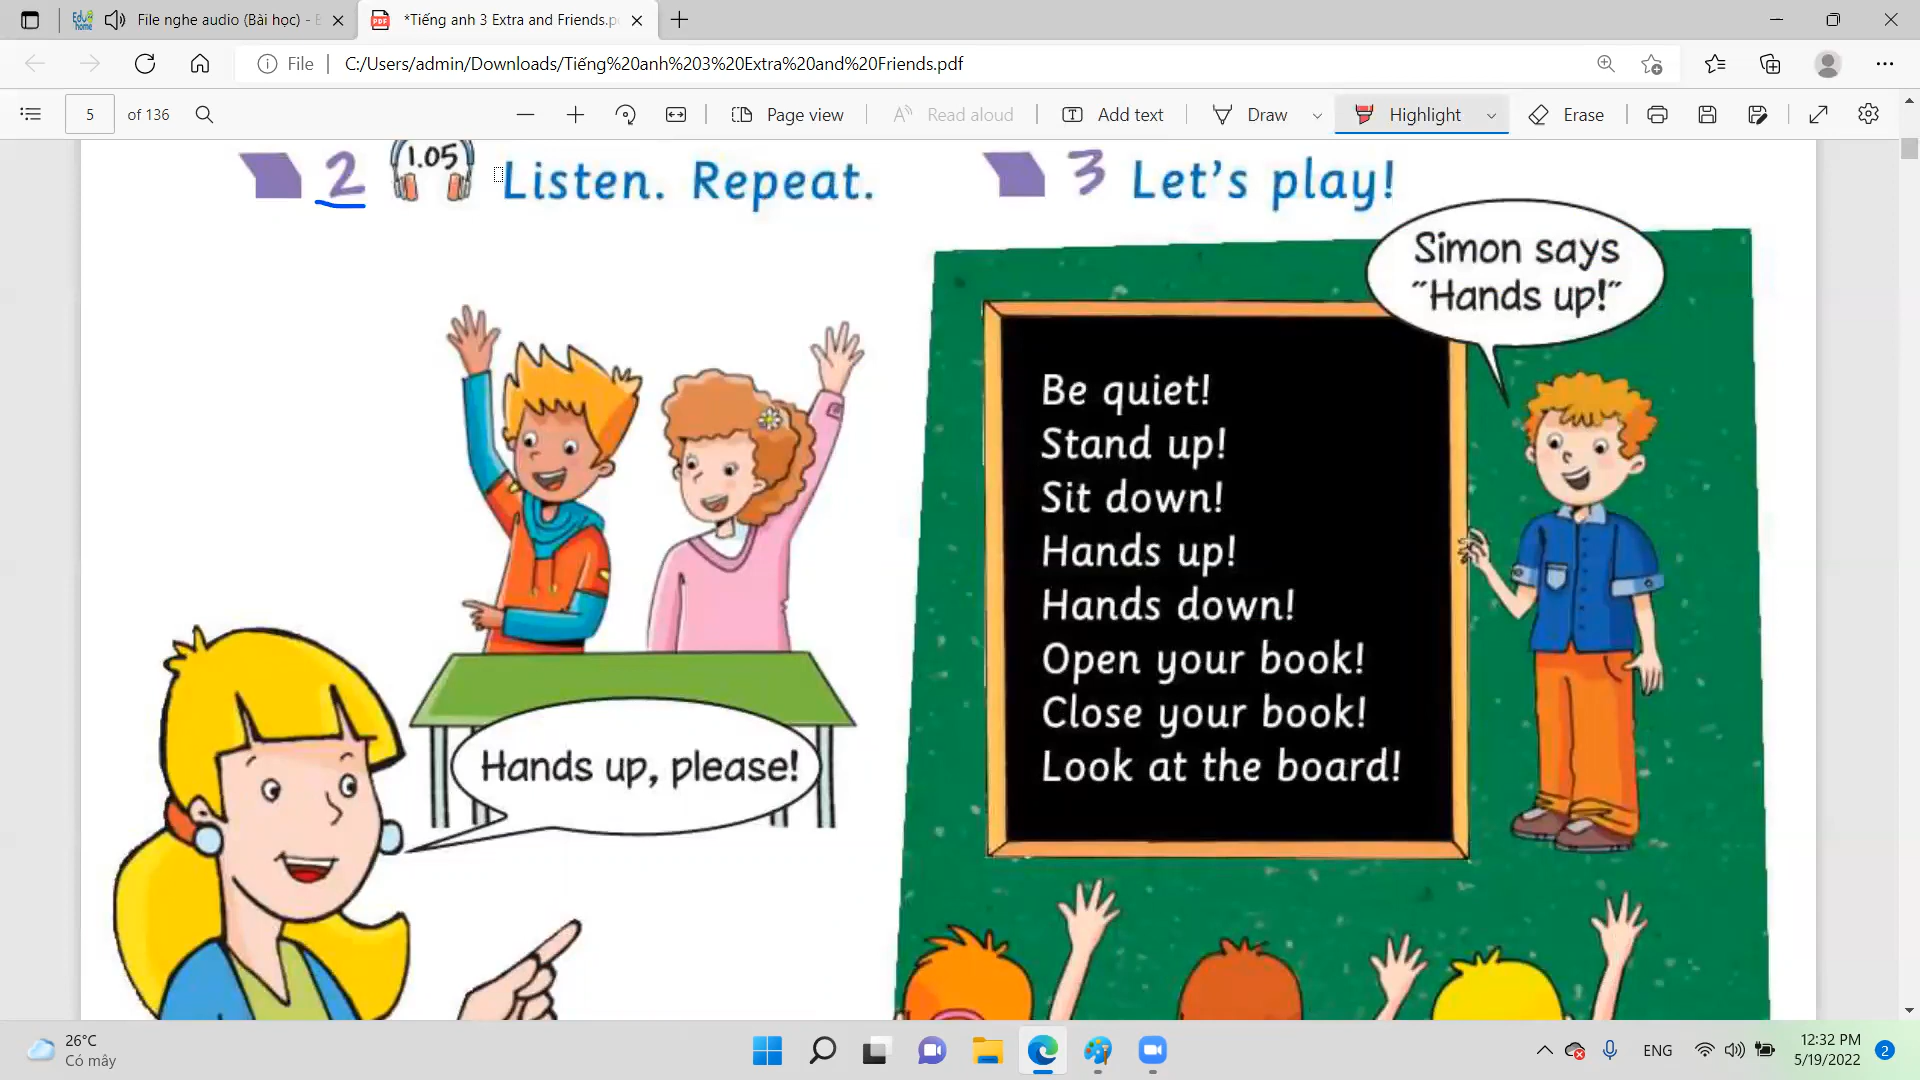 File nghe audio (Bài học) - E
*Tiếng anh 3 Extra and Friends.p
File
C:/Users/admin/Downloads/Tiếng%20anh%203%20Extra%20and%20Friends.pdf
5 of 136
Page view
Read aloud
Add text
Draw
Highlight
Erase
2 1.05 Listen. Repeat.
Hands up, please!
3 Let's play!
Simon says
"Hands up!"
Be quiet!
Stand up!
Sit down!
Hands up!
Hands down!
Open your book!
Close your book!
Look at the board!
26°C
Có mây
ENG
12:32 PM
5/19/2022
2